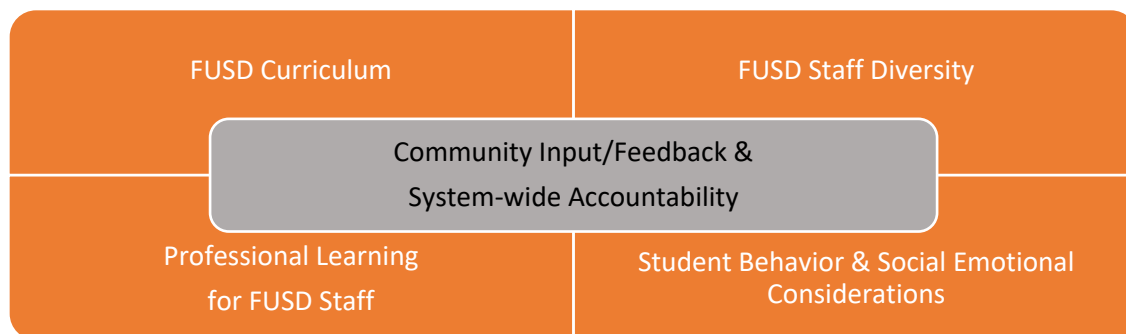 FUSD Curriculum
FUSD Staff Diversity
Community Input/Feedback &
System-wide Accountability
Professional Learning
for FUSD Staff
Student Behavior & Social Emotional
Considerations